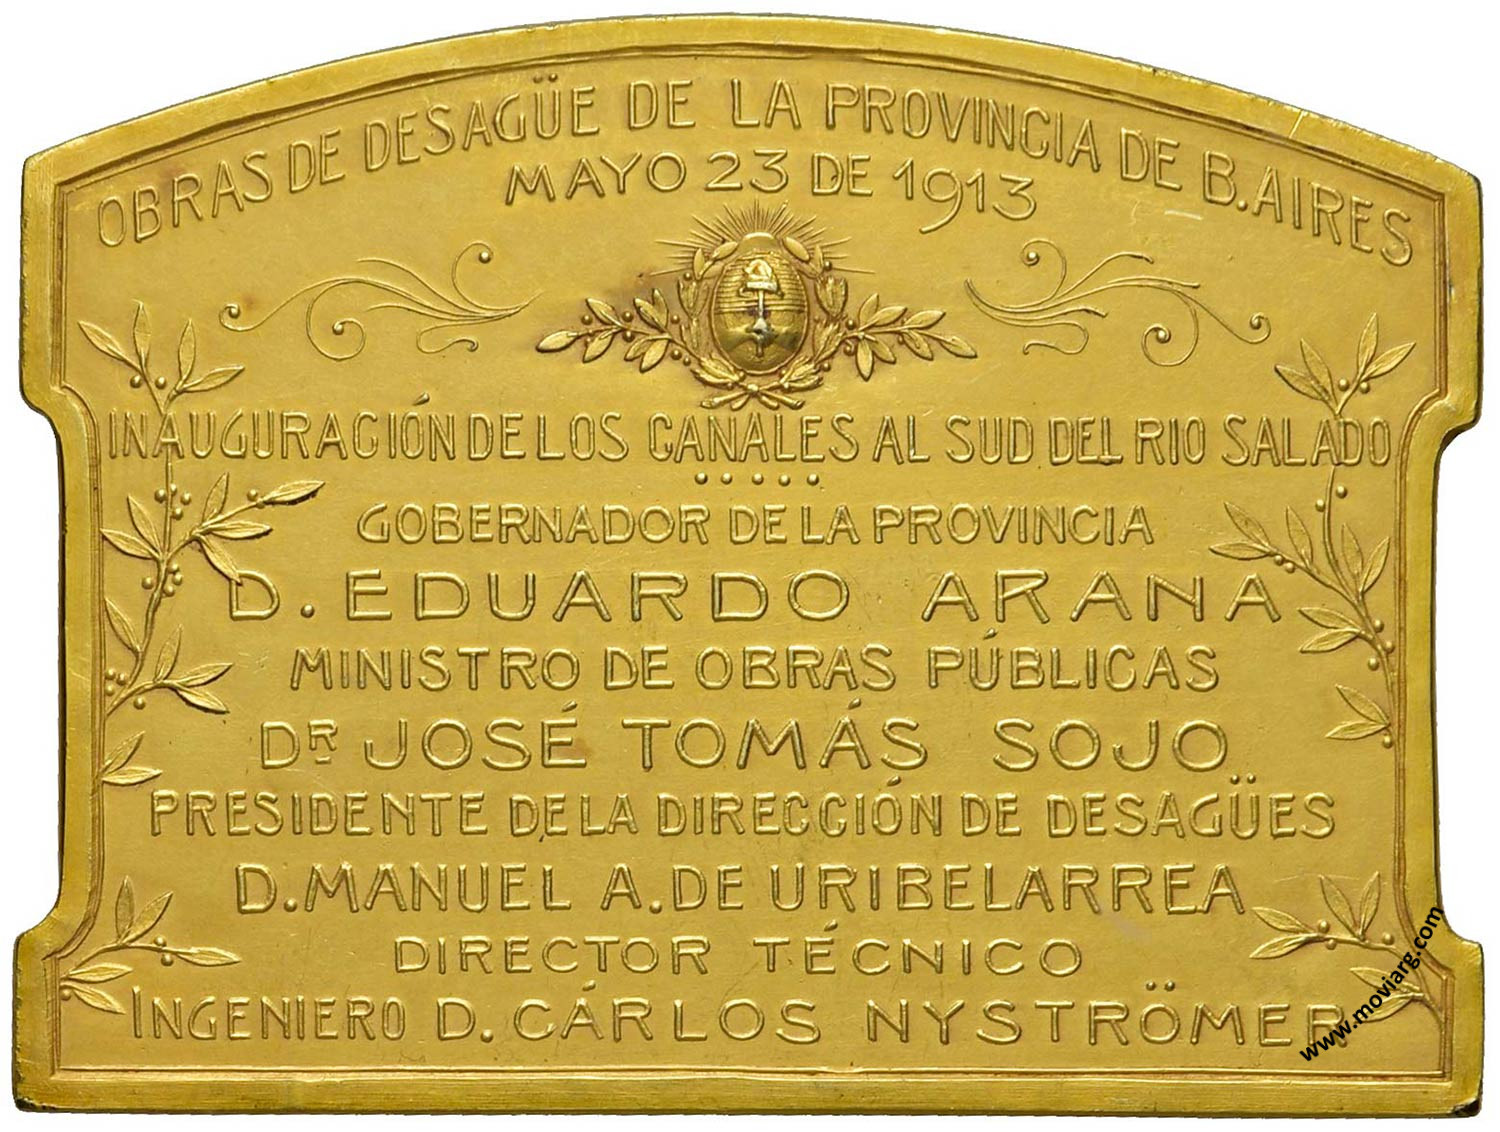 OBRAS DE DESAGÜE DE LA PROVINCIA DE B. AIRES
MAYO 23 DE 1913
INAUGURACIÓN DE LOS CANALES AL SUD DEL RIO SALADO
GOBERNADOR DE LA PROVINCIA
D. EDUARDO ARANA
MINISTRO DE OBRAS PÚBLICAS
DR JOSÉ TOMÁS SOJO
PRESIDENTE DE LA DIRECCIÓN DE DESAGÜES
D. MANUEL A. DE URIBELARREA
DIRECTOR TÉCNICO
INGENIERO D. CÁRLOS NYSTRÖMER
www.moviarg.com